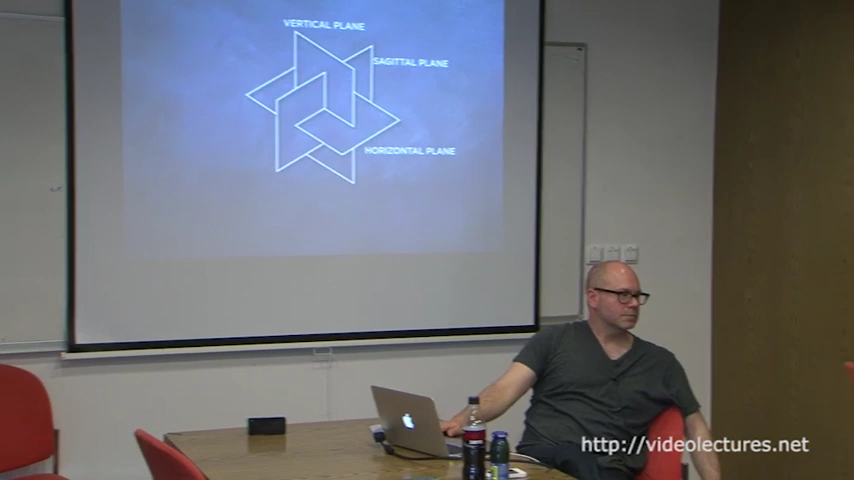 VERTICAL PLANE
SAGITTAL PLANE
HORIZONTAL PLANE
http://videolectures.net